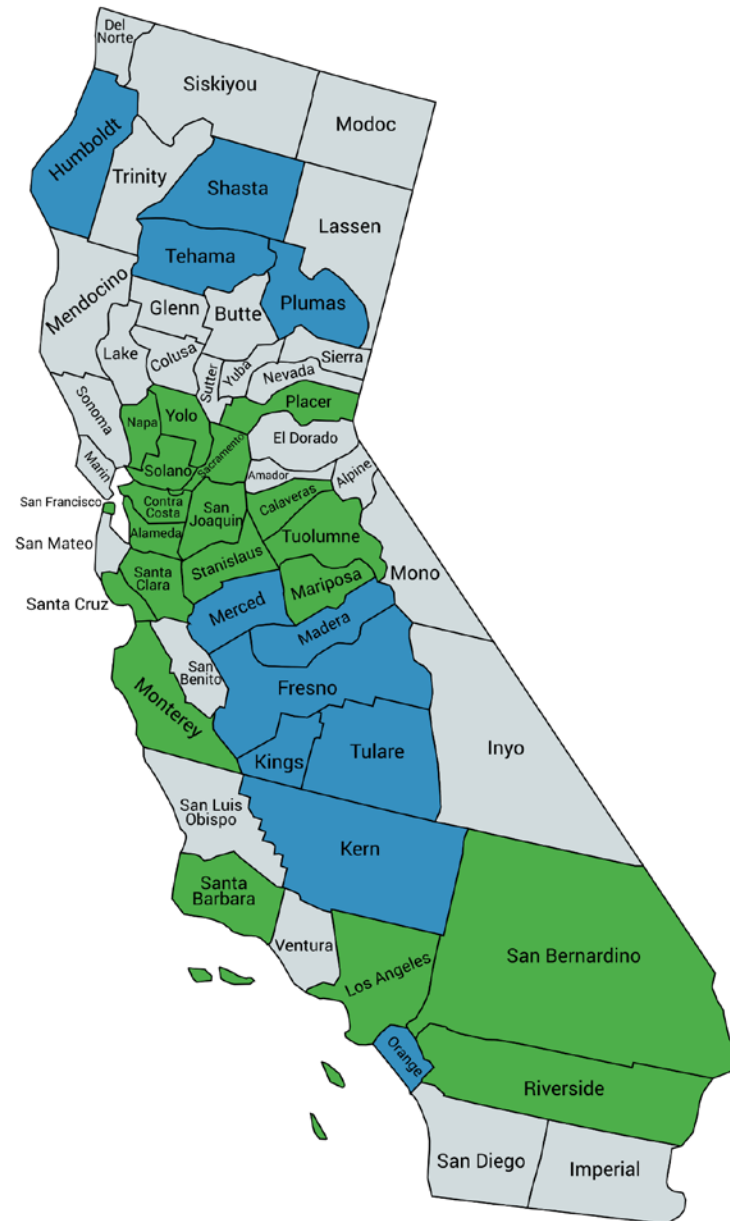 Del
Norte
Siskiyou
Modoc
Humboldt
Trinity
Shasta
Lassen
Tehama
Mendocino
Plumas
Glenn
Butte
Lake
Colusa
Sutter
Yuba
Sierra
Nevada
Sonoma
Napa
Yolo
Placer
El Dorado
Marin
Solano
Sacramento
Amador
Alpine
San Francisco
Contra
Costa
San
Joaquin
Calaveras
Alameda
Tuolumne
San Mateo
Santa
Clara
Stanislaus
Mariposa
Mono
Santa Cruz
Merced
Madera
San
Benito
Fresno
Monterey
Kings
Tulare
Inyo
San Luis
Obispo
Kern
Santa
Barbara
Ventura
Los Angeles
San Bernardino
Orange
Riverside
San Diego
Imperial